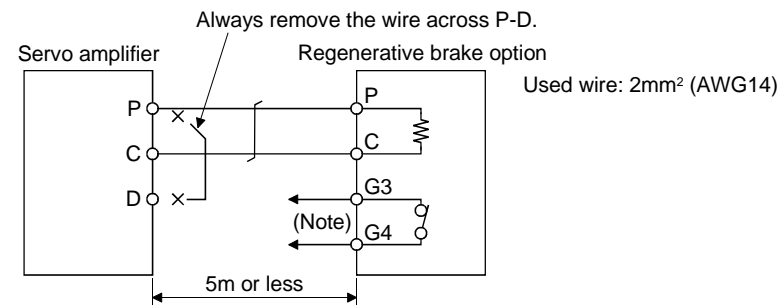 Always remove the wire across P-D.
Servo amplifier
Regenerative brake option
Used wire: 2mm² (AWG14)
P
P
C
C
D
G3
(Note)
G4
5m or less